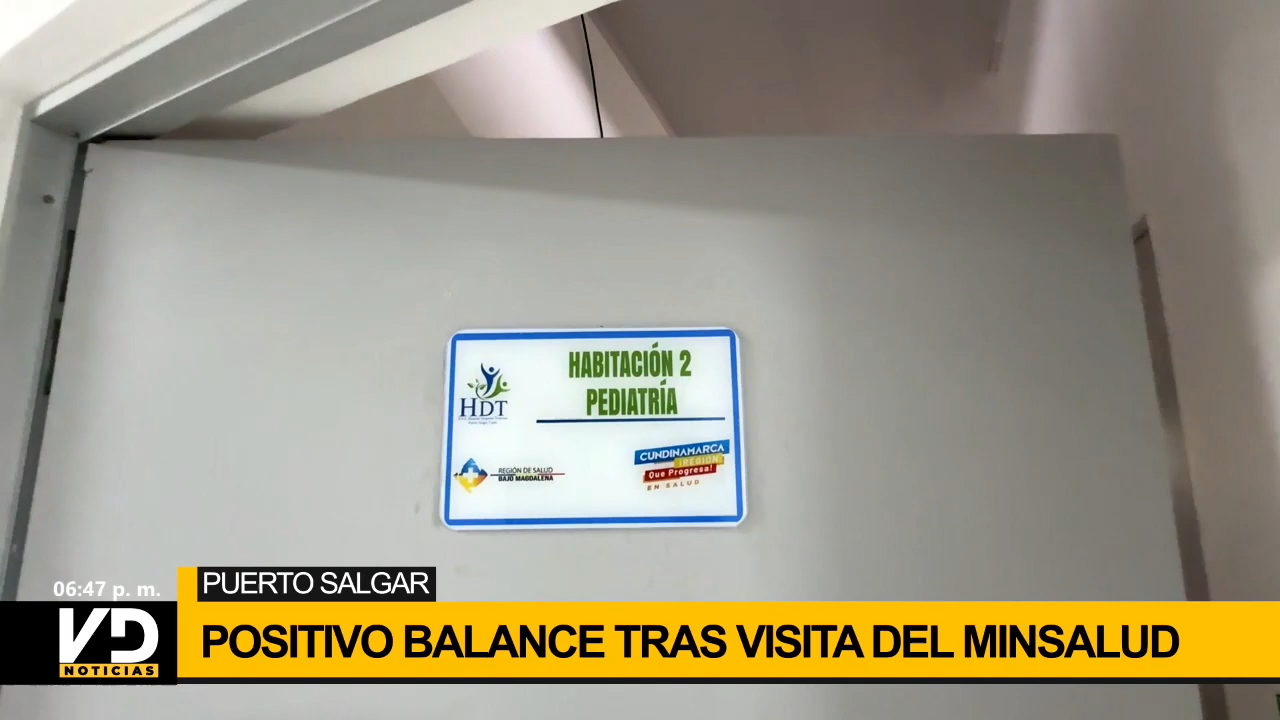 HABITACIÓN 2
PEDIATRÍA
HDT
REGIÓN DE SALUD
BAJO MAGDALENA
CUNDINAMARCA
¡REGIÓN
Que Progresa!
EN SALUD
06:47 p. m.
PUERTO SALGAR
VD
NOTICIAS
POSITIVO BALANCE TRAS VISITA DEL MINSALUD